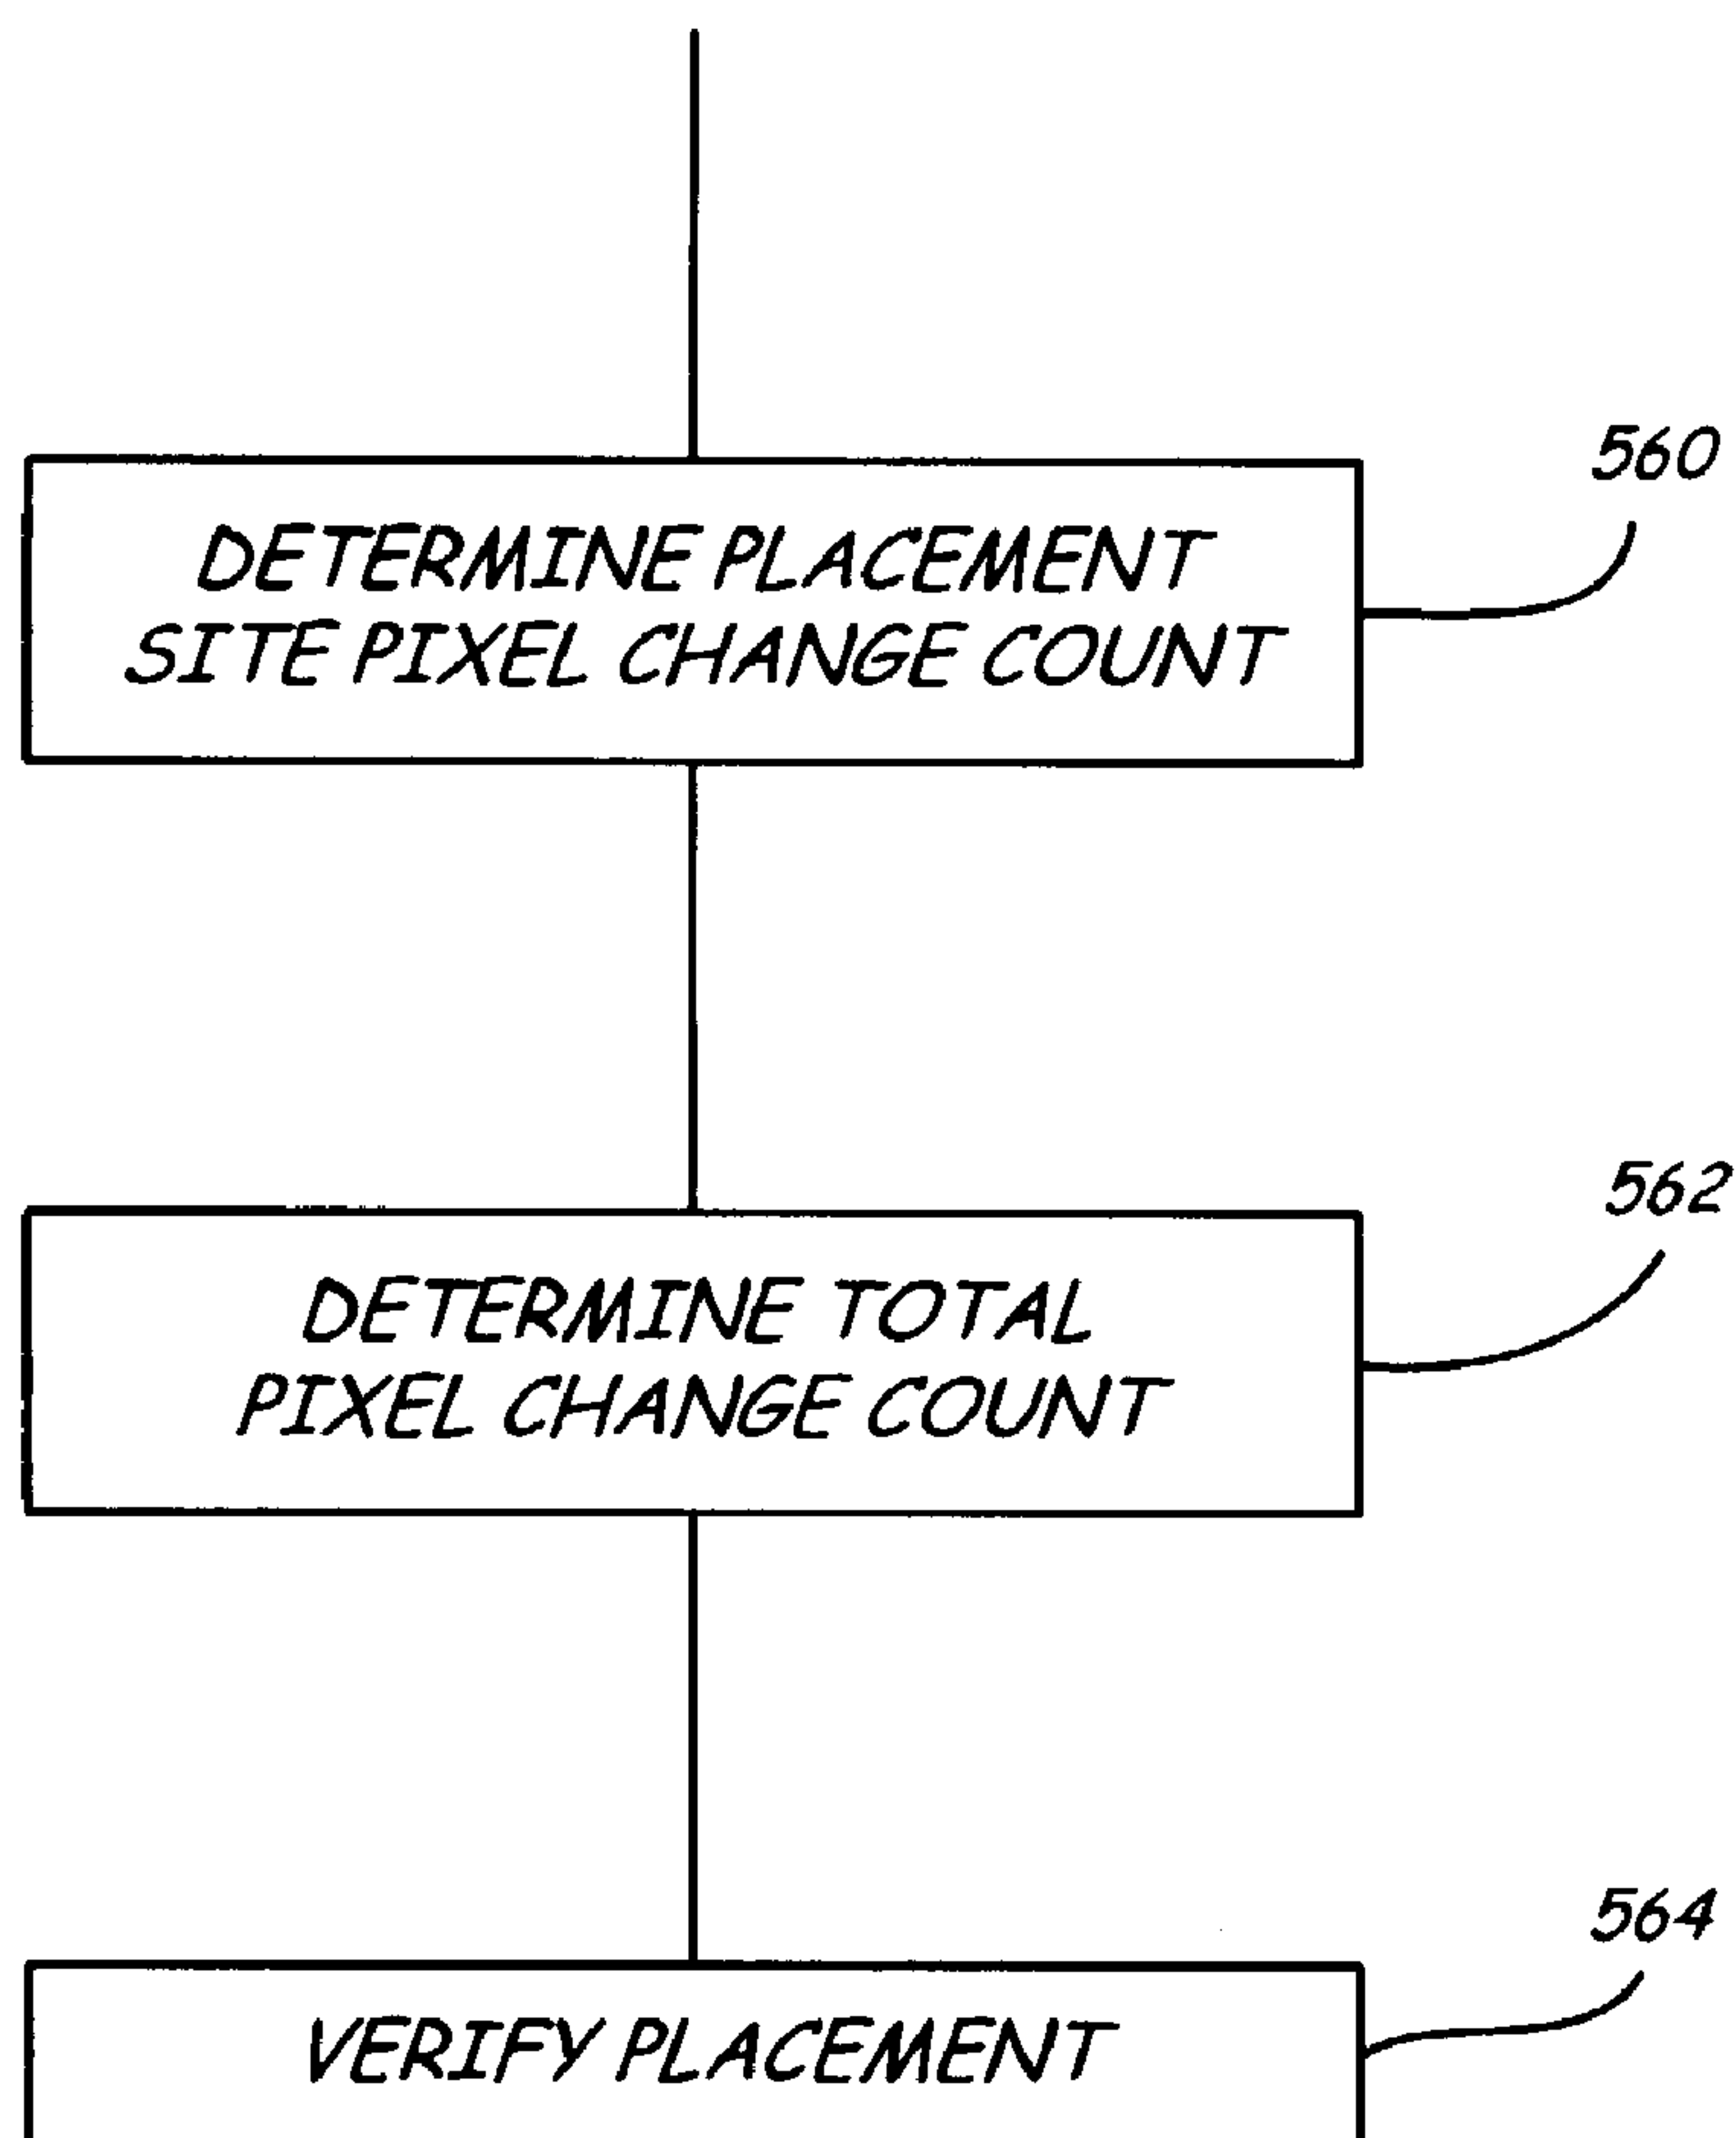 560
DETERMINE PLACEMENT
SITE PIXEL CHANGE COUNT
562
DETERMINE TOTAL
PIXEL CHANGE COUNT
564
VERIFY PLACEMENT